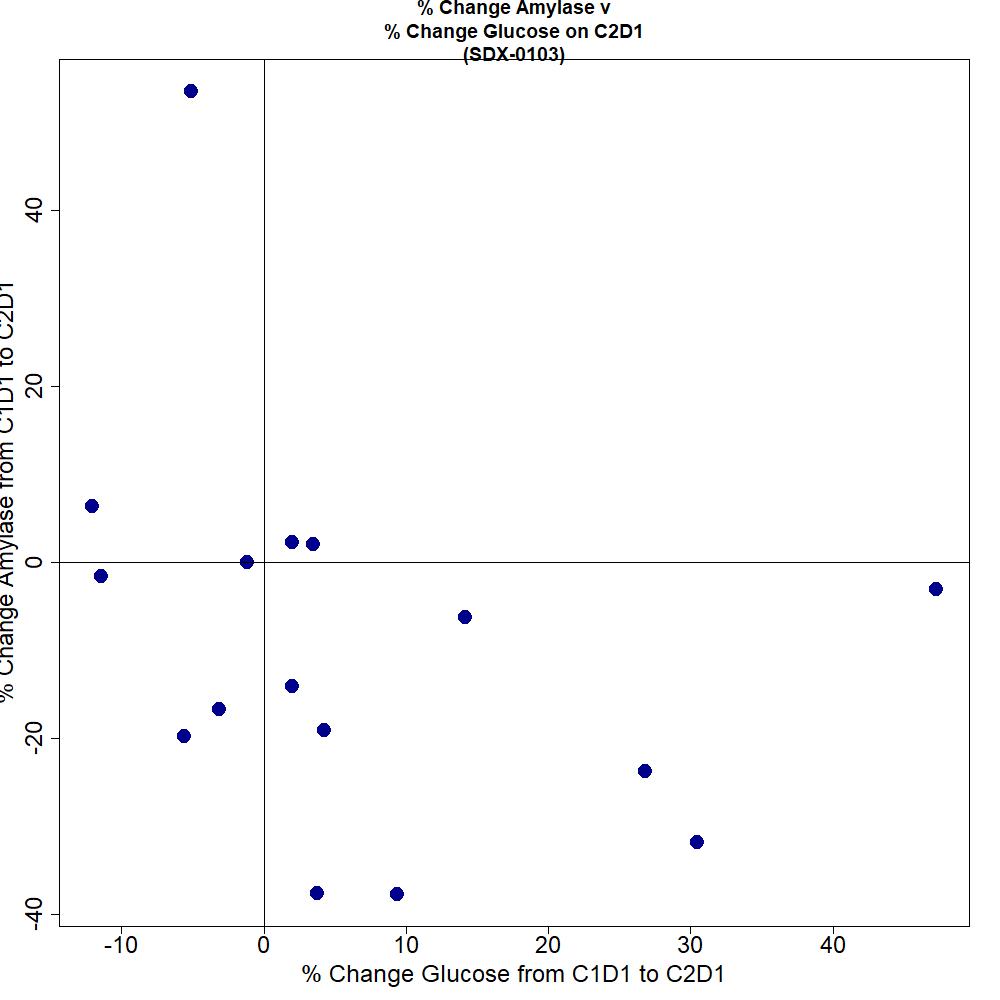 % Change Amylase v
% Change Glucose on C2D1
(SDX-0103)
% Change Amylase from C1D1 to C2D1
40
20
0
-20
-40
-10
0
10
20
30
40
% Change Glucose from C1D1 to C2D1